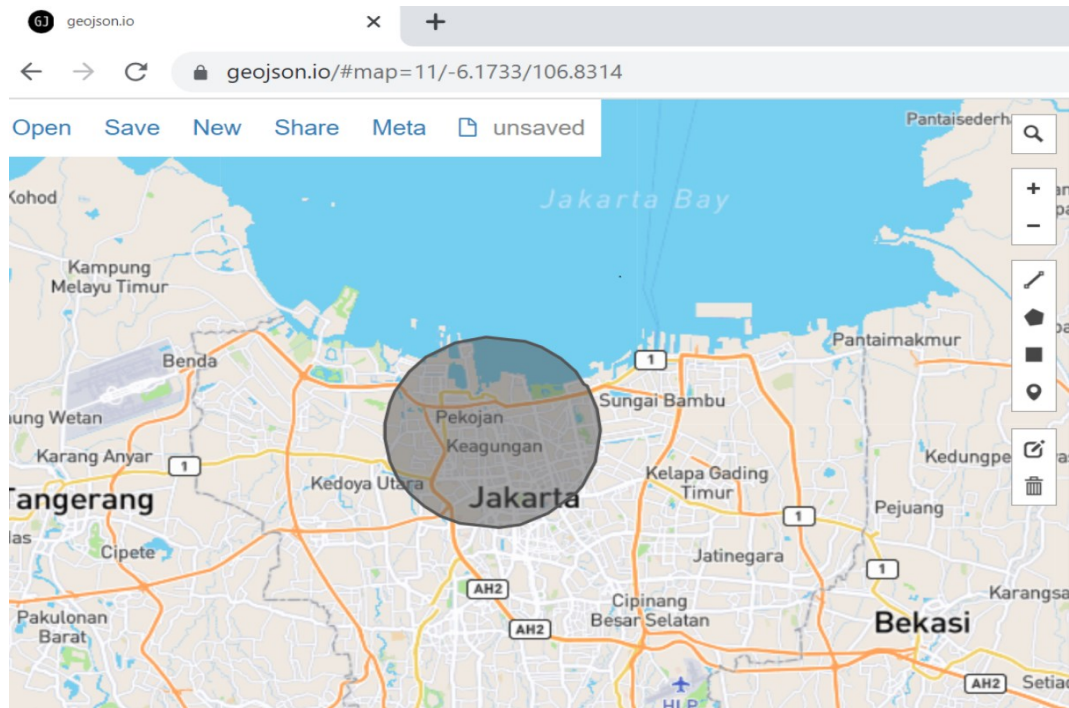 GJ geojson.io
geojson.io/#map=11/-6.1733/106.8314
Open Save New Share Meta unsaved
Pantaisederh
Kohod
Jakarta Bay
Kampung
Melayu Timur
Benda
1
Pantaimakmur
Sungai Bambu
Pekojan
ung Wetan
Keagungan
Karang Anyar
1
Kedungpe
Kedoya Utara
Kelapa Gading
Timur
Tangerang
Jakarta
1
Pejuang
las
Cipete
Jatinegara
1
AH2
Karangsa
Cipinang
Besar Selatan
Pakulonan
Barat
AH2
Bekasi
AH2
Setia
HLP